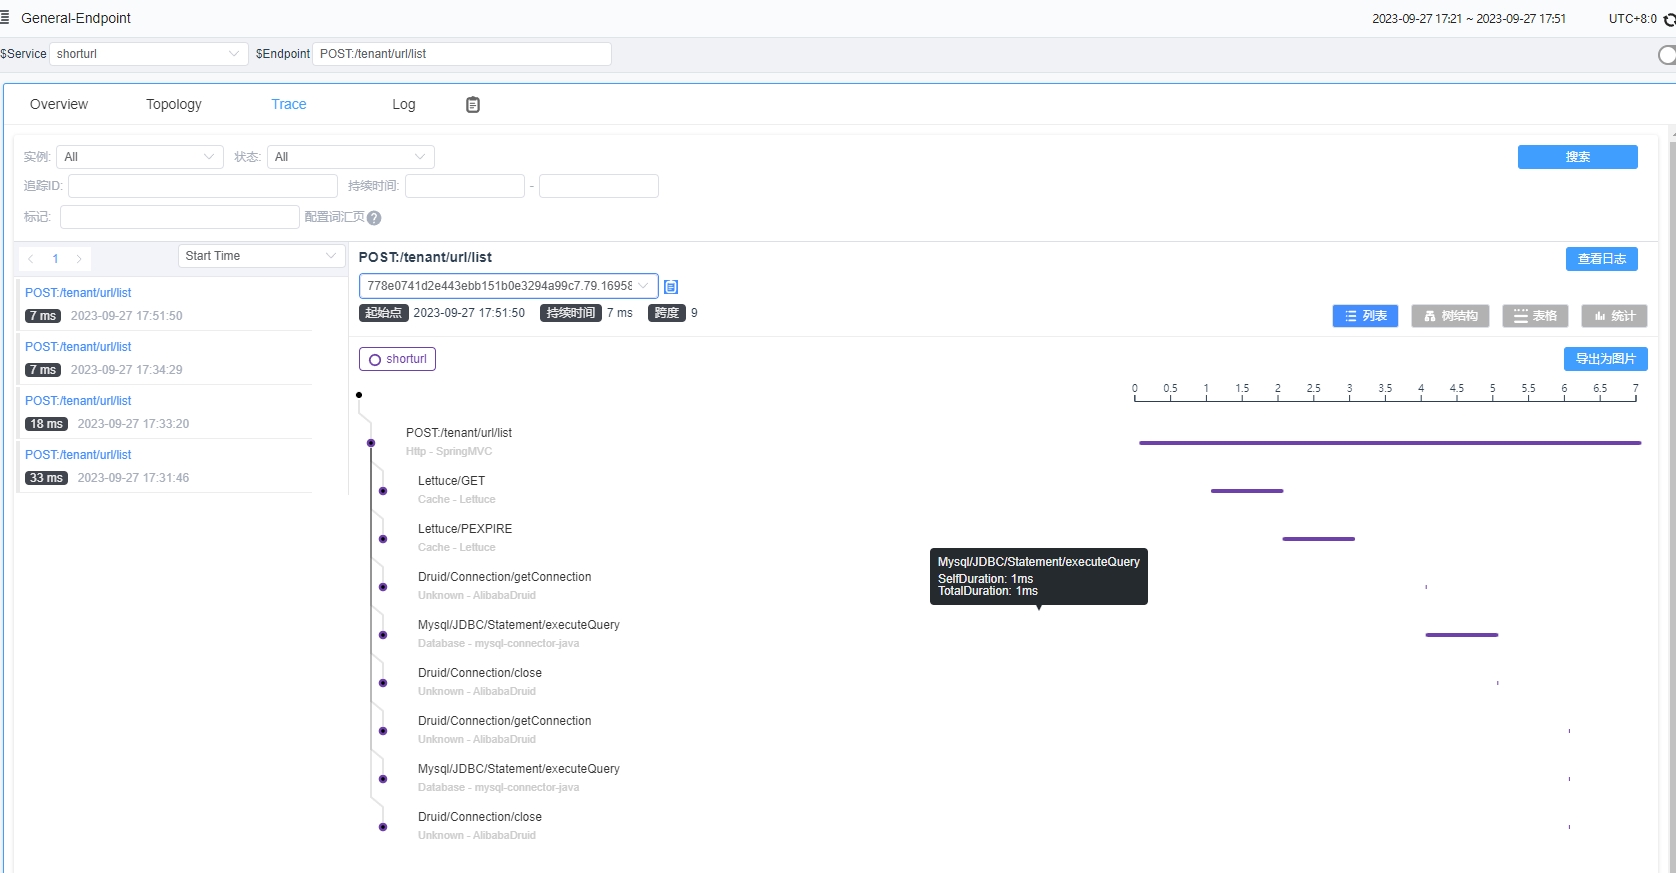 General-Endpoint
2023-09-27 17:21 ~ 2023-09-27 17:51
UTC+8:0
$Service
shorturl
$Endpoint
POST:/tenant/url/list
Overview
Topology
Trace
Log
实例:
All
状态:
All
搜索
追踪ID:
持续时间:
-
标记:
配置词汇页
?
1
Start Time
POST:/tenant/url/list
7 ms
2023-09-27 17:51:50
POST:/tenant/url/list
7 ms
2023-09-27 17:34:29
POST:/tenant/url/list
18 ms
2023-09-27 17:33:20
POST:/tenant/url/list
33 ms
2023-09-27 17:31:46
POST:/tenant/url/list
查看日志
778e0741d2e443ebb151b0e3294a99c7.79.16958
起始点
2023-09-27 17:51:50
持续时间
7 ms
跨度
9
列表
树结构
表格
统计
shorturl
导出为图片
0 0.5 1 1.5 2 2.5 3 3.5 4 4.5 5 5.5 6 6.5 7
POST:/tenant/url/list
Http - SpringMVC
Lettuce/GET
Cache - Lettuce
Lettuce/PEXPIRE
Cache - Lettuce
Mysql/JDBC/Statement/executeQuery
SelfDuration: 1ms
TotalDuration: 1ms
Druid/Connection/getConnection
Unknown - AlibabaDruid
Mysql/JDBC/Statement/executeQuery
Database - mysql-connector-java
Druid/Connection/close
Unknown - AlibabaDruid
Druid/Connection/getConnection
Unknown - AlibabaDruid
Mysql/JDBC/Statement/executeQuery
Database - mysql-connector-java
Druid/Connection/close
Unknown - AlibabaDruid